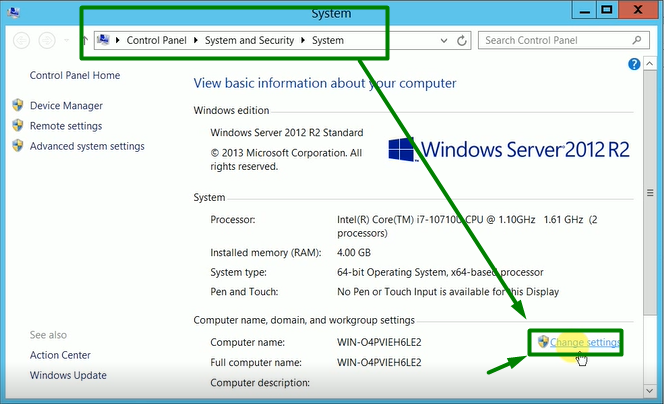 System
Control Panel System and Security System
Search Control Panel
Control Panel Home
Device Manager
Remote settings
Advanced system settings
View basic information about your computer
Windows edition
Windows Server 2012 R2 Standard
© 2013 Microsoft Corporation. All
rights reserved.
Windows Server 2012 R2
System
Processor: Intel(R) Core(TM) i7-10710U CPU @ 1.10GHz 1.61 GHz (2
processors)
Installed memory (RAM): 4.00 GB
System type: 64-bit Operating System, x64-based processor
Pen and Touch: No Pen or Touch Input is available for this Display
Computer name, domain, and workgroup settings
Computer name: WIN-O4PVIEH6LE2
Change settings
Full computer name: WIN-O4PVIEH6LE2
Computer description:
See also
Action Center
Windows Update